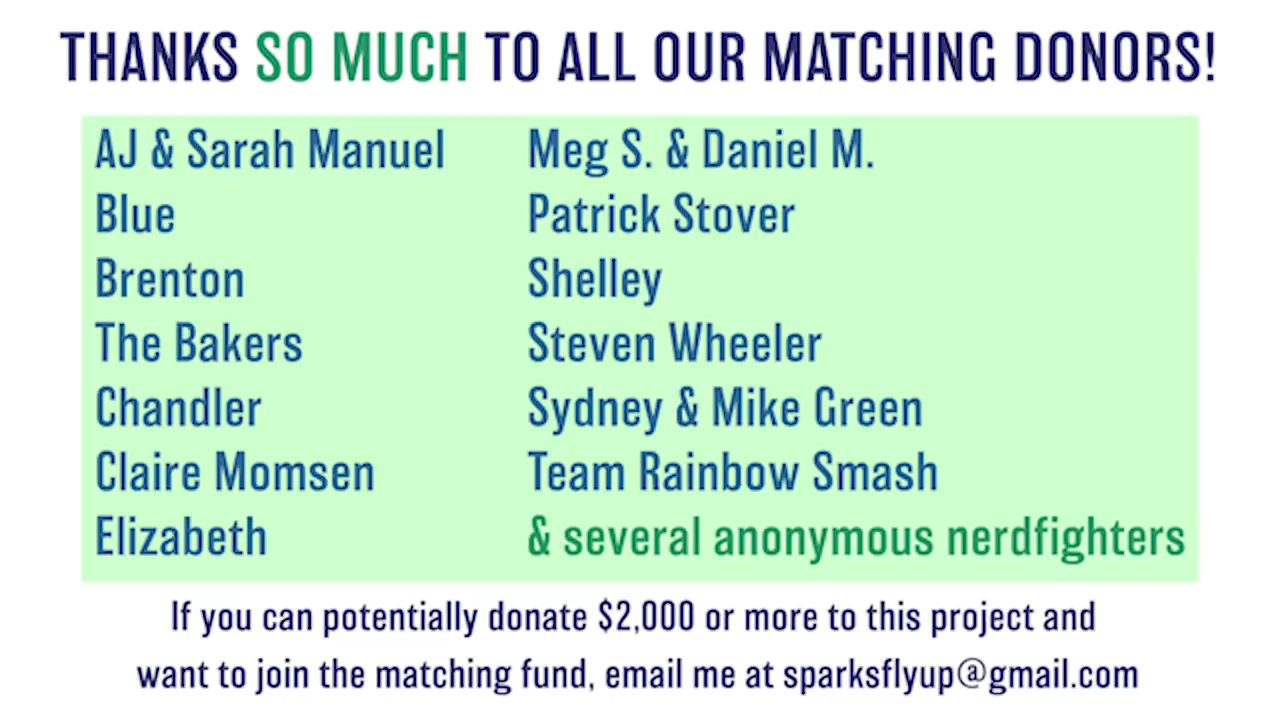 THANKS SO MUCH TO ALL OUR MATCHING DONORS!
AJ & Sarah Manuel
Blue
Brenton
The Bakers
Chandler
Claire Momsen
Elizabeth
Meg S. & Daniel M.
Patrick Stover
Shelley
Steven Wheeler
Sydney & Mike Green
Team Rainbow Smash
& several anonymous nerdfighters
If you can potentially donate $2,000 or more to this project and
want to join the matching fund, email me at sparksflyup@gmail.com